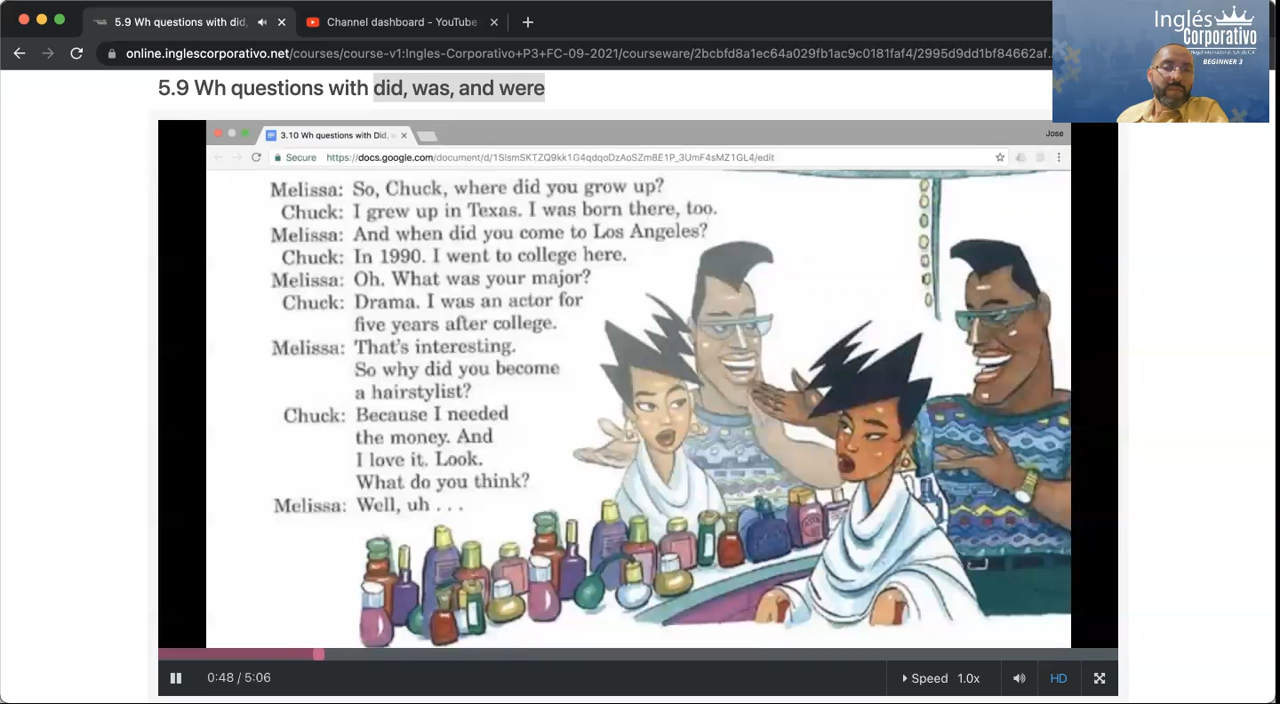 5.9 Wh questions with did,
Channel dashboard - YouTube
online.inglescorporativo.net/courses/course-v1:Ingles-Corporativo+P3+FC-09-2021/courseware/2bcbfd8a1ec64a029fb1ac9c0181faf4/2995d9dd1bf84662af...
Inglés
Corporativo
BEGINNER 3
5.9 Wh questions with did, was, and were
3.10 Wh questions with Did,
Jose
Secure https://docs.google.com/document/d/1SlsmSKTZQ9kk1G4qdqoDzAoSZm8E1P_3UmF4sMZ1GL4/edit
Melissa: So, Chuck, where did you grow up?
Chuck: I grew up in Texas. I was born there, too.
Melissa: And when did you come to Los Angeles?
Chuck: In 1990. I went to college here.
Melissa: Oh. What was your major?
Chuck: Drama. I was an actor for
five years after college.
Melissa: That's interesting.
So why did you become
a hairstylist?
Chuck: Because I needed
the money. And
I love it. Look.
What do you think?
Melissa: Well, uh . . .
0:48 / 5:06
Speed 1.0x
HD